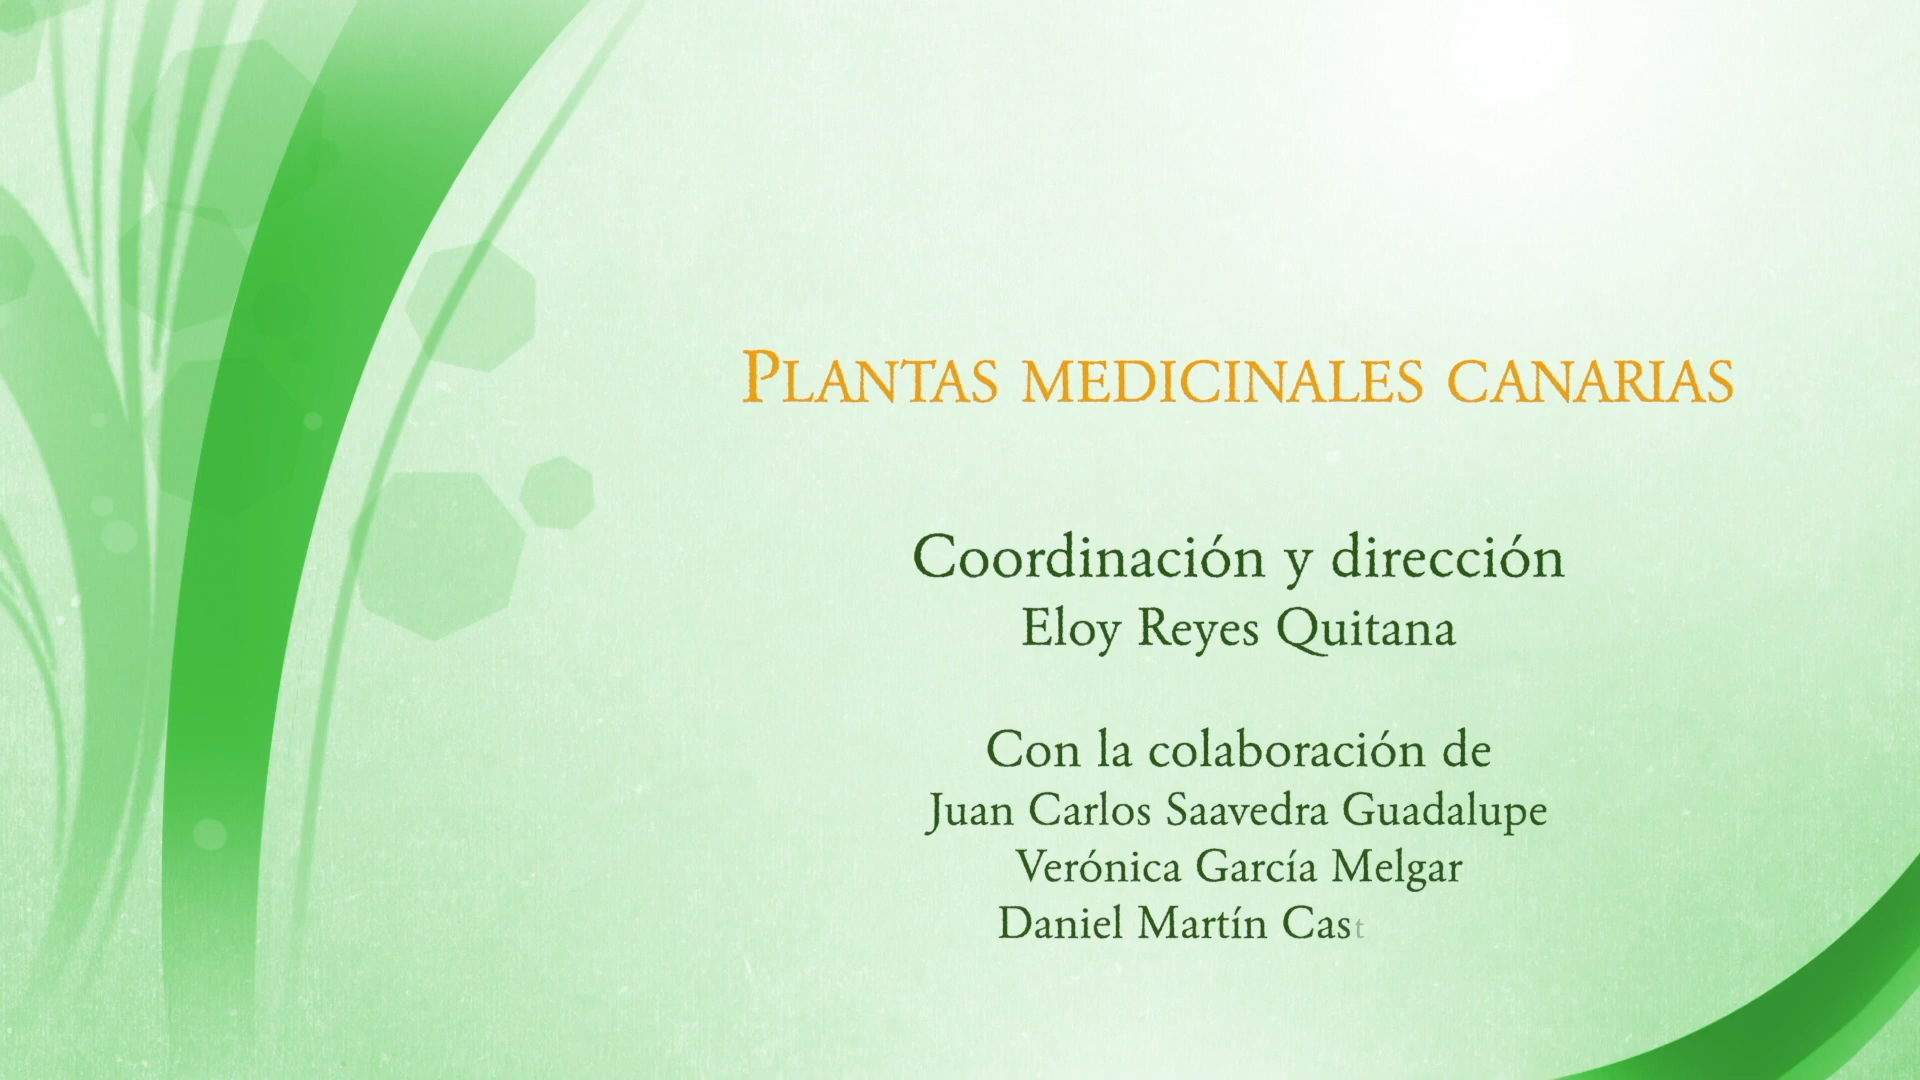 PLANTAS MEDICINALES CANARIAS
Coordinación y dirección
Eloy Reyes Quitana
Con la colaboración de
Juan Carlos Saavedra Guadalupe
Verónica García Melgar
Daniel Martín Cast